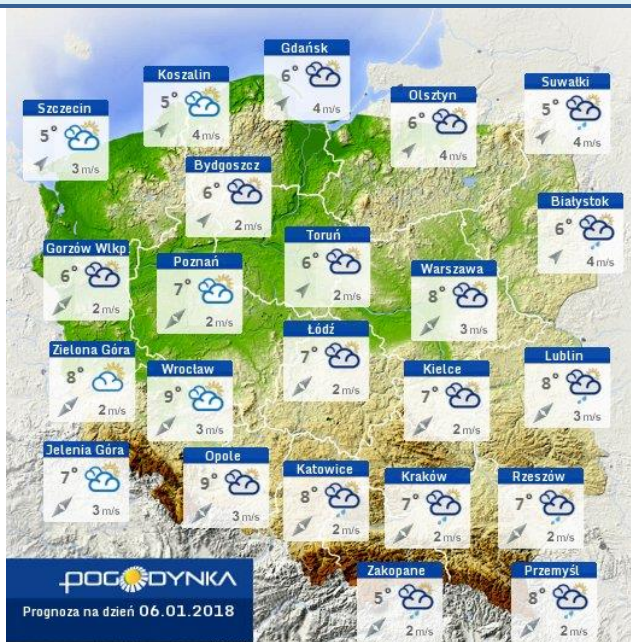 Gdańsk
6°
4 m/s
Koszalin
5°
4 m/s
Suwałki
5°
4 m/s
Olsztyn
6°
4 m/s
Szczecin
5°
3 m/s
Bydgoszcz
6°
2 m/s
Białystok
6°
4 m/s
Toruń
6°
2 m/s
Gorzów Wlkp
6°
2 m/s
Poznań
7°
2 m/s
Warszawa
8°
3 m/s
Łódź
7°
2 m/s
Zielona Góra
8°
2 m/s
Lublin
8°
3 m/s
Wrocław
9°
3 m/s
Kielce
7°
2 m/s
Jelenia Góra
7°
3 m/s
Opole
9°
3 m/s
Katowice
8°
2 m/s
Kraków
7°
2 m/s
Rzeszów
7°
2 m/s
Zakopane
5°
2 m/s
Przemyśl
8°
2 m/s
POGODYNKA
Prognoza na dzień 06.01.2018